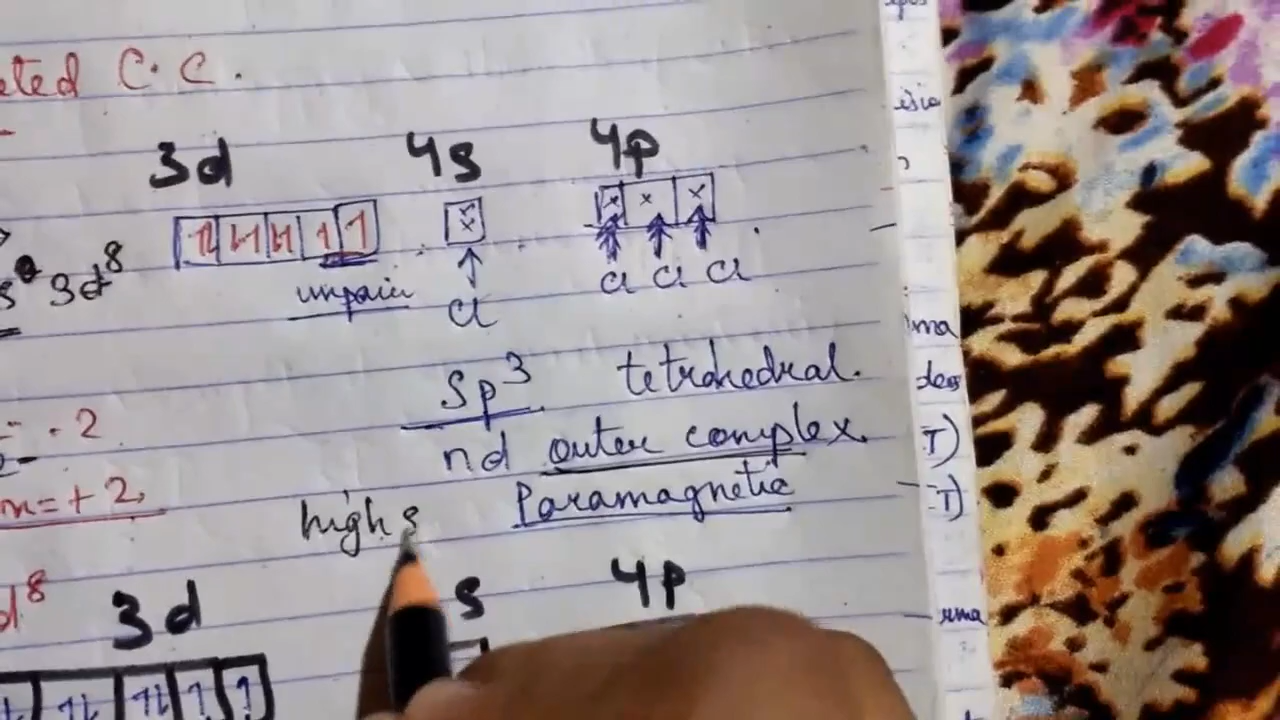 eted C.C.
3d 4s 4p
s° 3d⁸
unpair
Cl Cl Cl Cl
Sp³ tetrahedral.
- 2
nd outer complex
n = + 2,
Paramagnetic
high s
d⁸ 3d s 4p
ima
T)
T)